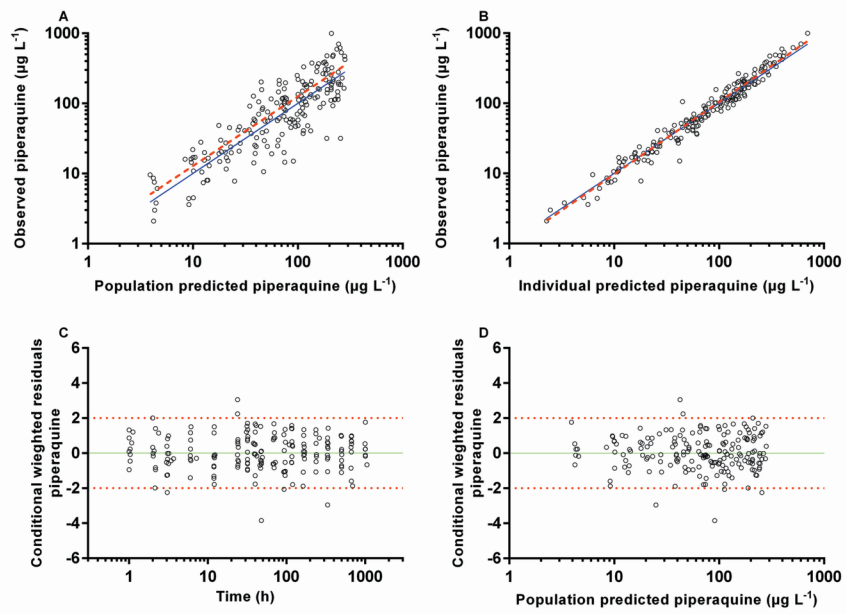 A
1000
100
10
1
1
10
100
1000
Observed piperaquine (µg L-1)
Population predicted piperaquine (µg L-1)
B
1000
100
10
1
1
10
100
1000
Observed piperaquine (µg L-1)
Individual predicted piperaquine (µg L-1)
C
6
4
2
0
-2
-4
-6
1
10
100
1000
Conditional wieghted residuals
piperaquine
Time (h)
D
6
4
2
0
-2
-4
-6
1
10
100
1000
Conditional wieghted residuals
piperaquine
Population predicted piperaquine (µg L-1)